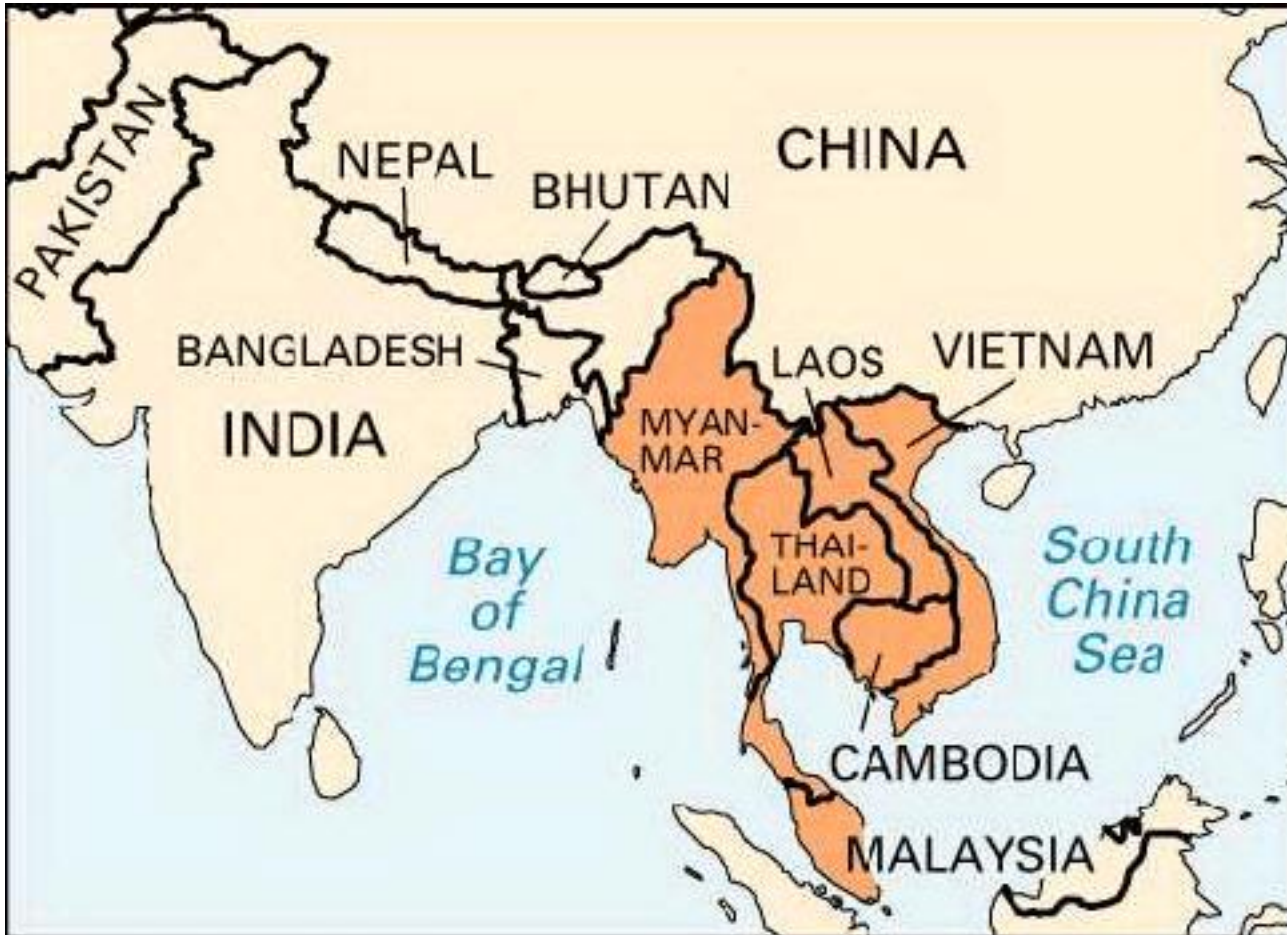 CHINA
NEPAL
BHUTAN
PAKISTAN
BANGLADESH
LAOS
VIETNAM
INDIA
MYAN-
MAR
Bay
of
Bengal
THAI-
LAND
South
China
Sea
CAMBODIA
MALAYSIA